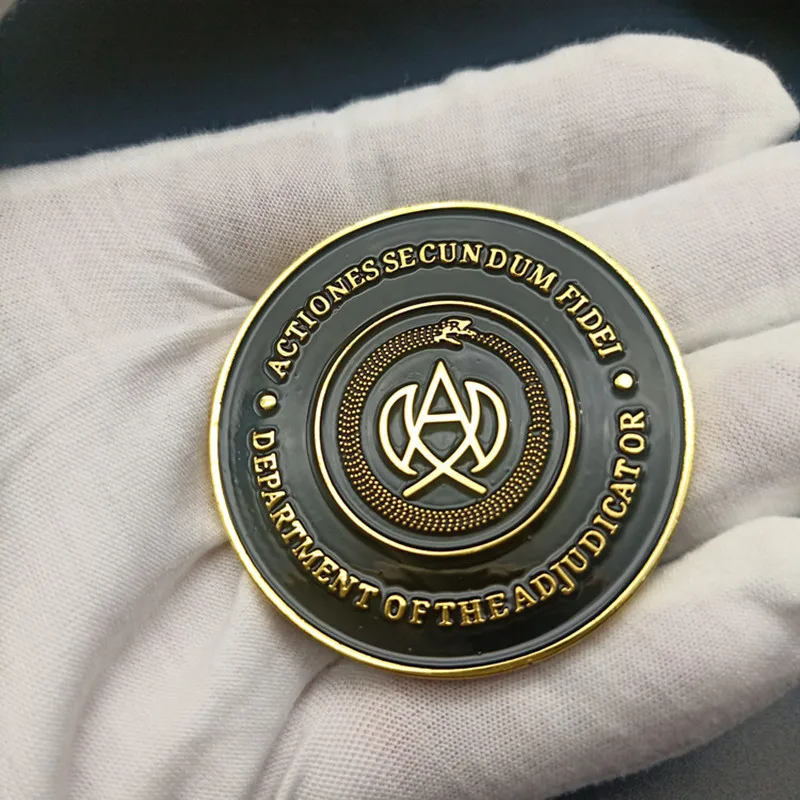 ACTIONES SECUNDUM FIDEI
DEPARTMENT OF THE ADJUDICATOR